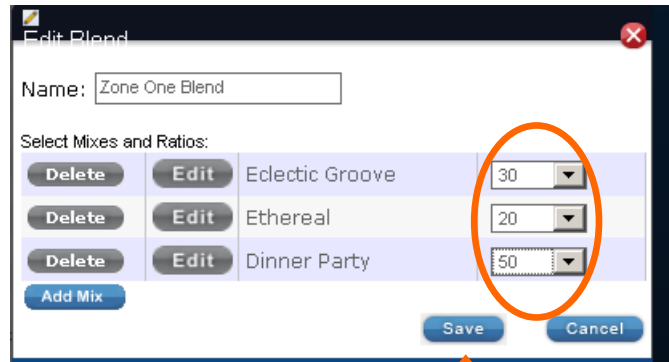 Edit Blend
Name: Zone One Blend
Select Mixes and Ratios:
Delete Edit Eclectic Groove 30
Delete Edit Ethereal 20
Delete Edit Dinner Party 50
Add Mix
Save Cancel